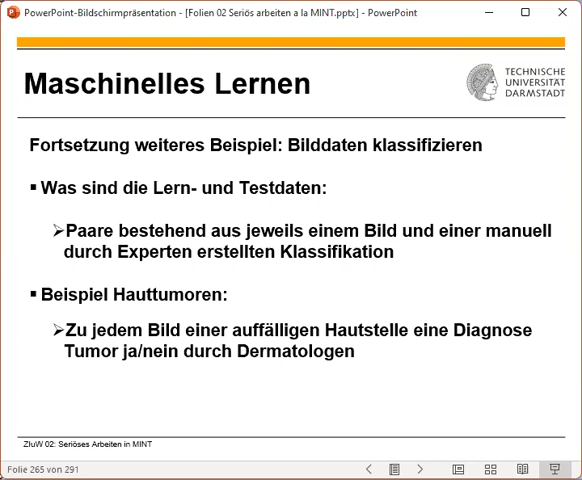 PowerPoint-Bildschirmpräsentation - [Folien 02 Seriös arbeiten a la MINT.pptx] - PowerPoint
Maschinelles Lernen
TECHNISCHE
UNIVERSITÄT
DARMSTADT
Fortsetzung weiteres Beispiel: Bilddaten klassifizieren
▪ Was sind die Lern- und Testdaten:
➢Paare bestehend aus jeweils einem Bild und einer manuell
durch Experten erstellten Klassifikation
▪ Beispiel Hauttumoren:
➢Zu jedem Bild einer auffälligen Hautstelle eine Diagnose
Tumor ja/nein durch Dermatologen
ZIuW 02: Seriöses Arbeiten in MINT
Folie 265 von 291